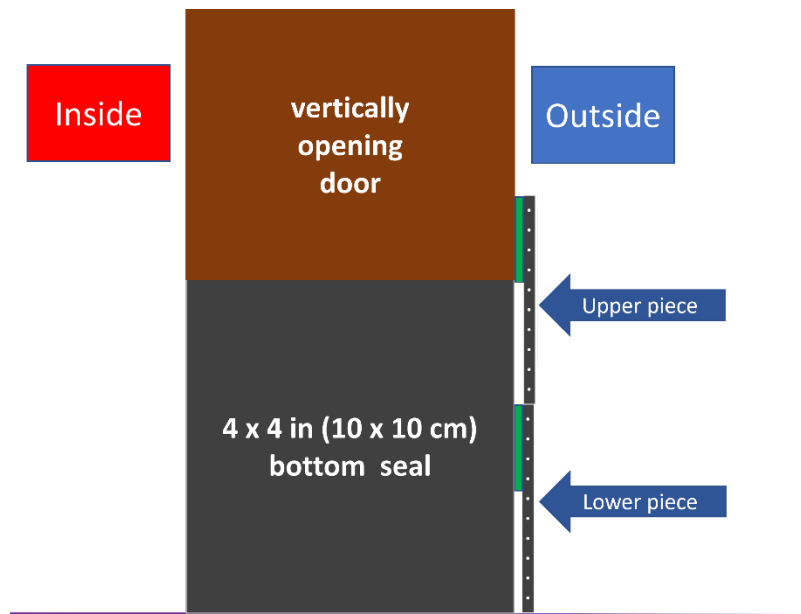 Inside
vertically
opening
door
Outside
Upper piece
4 x 4 in (10 x 10 cm)
bottom  seal
Lower piece